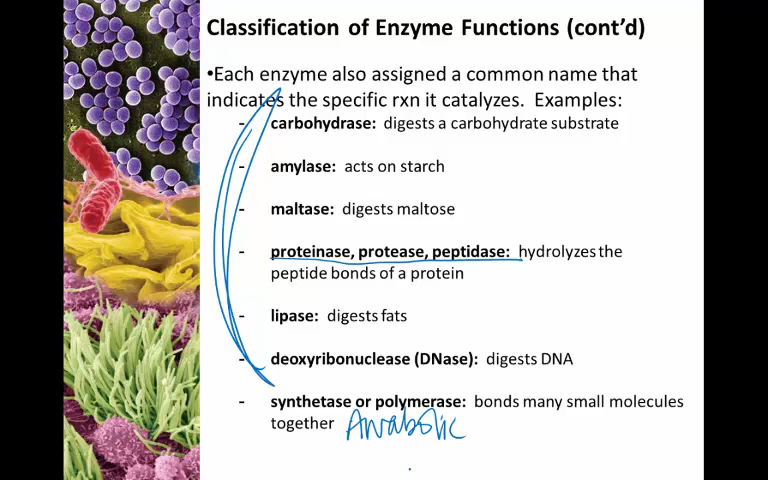 Classification of Enzyme Functions (cont'd)
•Each enzyme also assigned a common name that
indicates the specific rxn it catalyzes. Examples:
- carbohydrase: digests a carbohydrate substrate
- amylase: acts on starch
- maltase: digests maltose
- proteinase, protease, peptidase: hydrolyzes the
peptide bonds of a protein
- lipase: digests fats
- deoxyribonuclease (DNase): digests DNA
- synthetase or polymerase: bonds many small molecules
together Anabolic